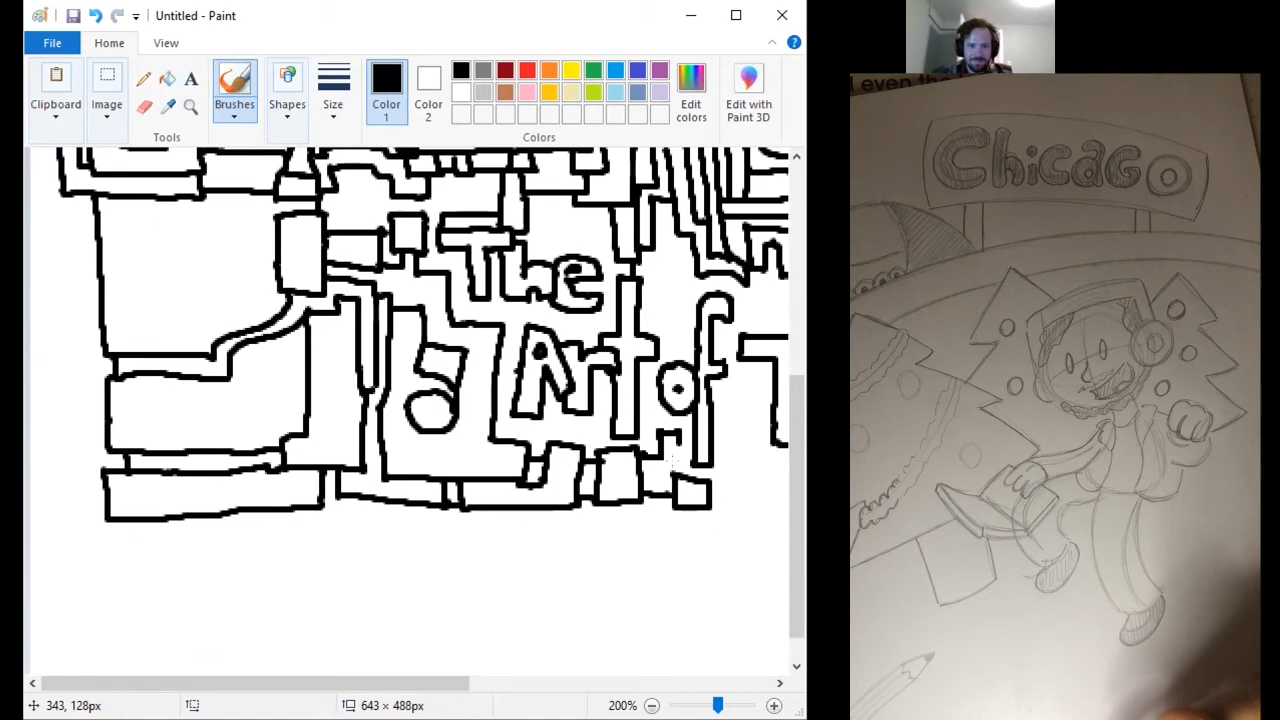 Untitled - Paint
File
Home
View
Clipboard
Image
Tools
Brushes
Shapes
Size
Color 1
Color 2
Edit colors
Edit with Paint 3D
Colors
The
Art of
343, 128px
643 × 488px
200%
even
Chicago